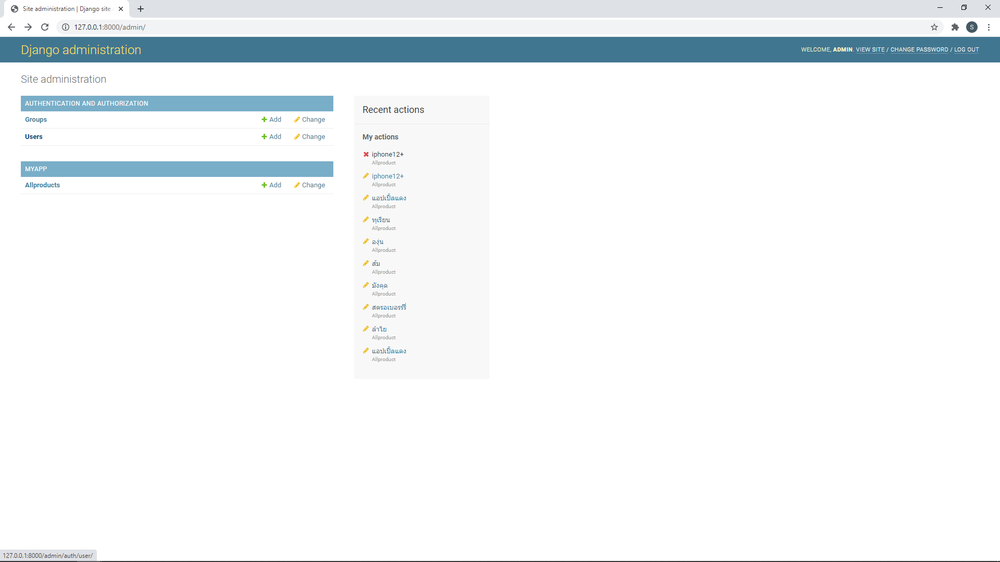 Site administration | Django site
127.0.0.1:8000/admin/
S
Django administration
WELCOME, ADMIN. VIEW SITE / CHANGE PASSWORD / LOG OUT
Site administration
AUTHENTICATION AND AUTHORIZATION
Groups Add Change
Users Add Change
MYAPP
Allproducts Add Change
Recent actions
My actions
iphone12+
Allproduct
iphone12+
Allproduct
แอปเปิ้ลแดง
Allproduct
ทุเรียน
Allproduct
องุ่น
Allproduct
ส้ม
Allproduct
มังคุด
Allproduct
สตรอเบอรรี่
Allproduct
ลำไย
Allproduct
แอปเปิ้ลแดง
Allproduct
127.0.0.1:8000/admin/auth/user/